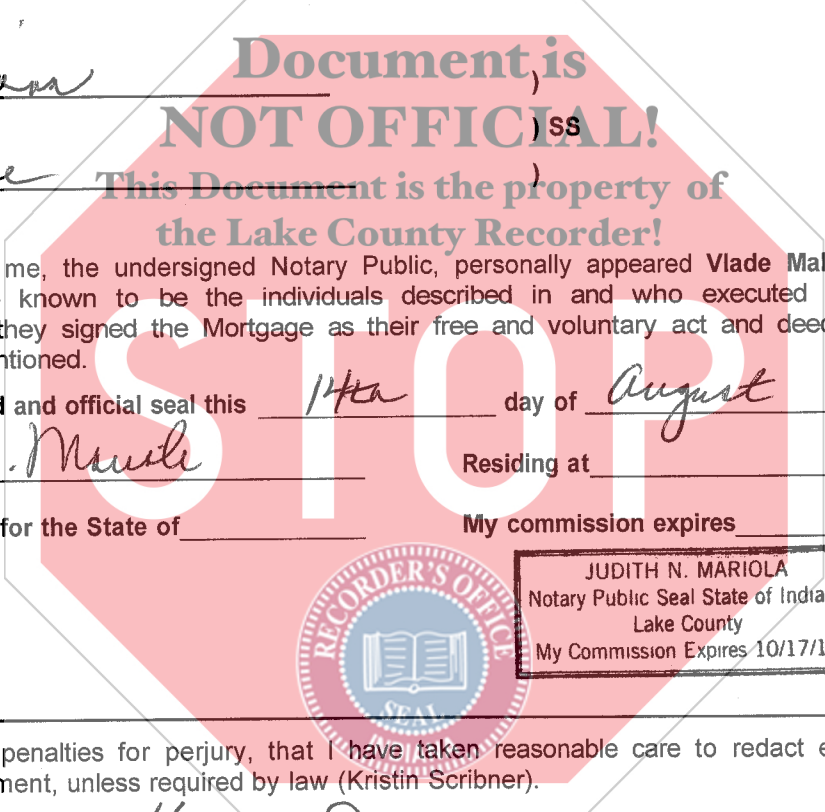 Document is
)
NOT OFFICIAL!
) SS
This Document is the property of
)
the Lake County Recorder!
me, the undersigned Notary Public, personally appeared Vlade Mal
known to be the individuals described in and who executed
they signed the Mortgage as their free and voluntary act and deed
ntioned.
d and official seal this 14th day of August
STOP
Residing at
for the State of My commission expires
JUDITH N. MARIOLA
Notary Public Seal State of India
Lake County
My Commission Expires 10/17/1
RECORDER'S OFFICE
SEAL
INDIANA
penalties for perjury, that I have taken reasonable care to redact e
ment, unless required by law (Kristin Scribner).